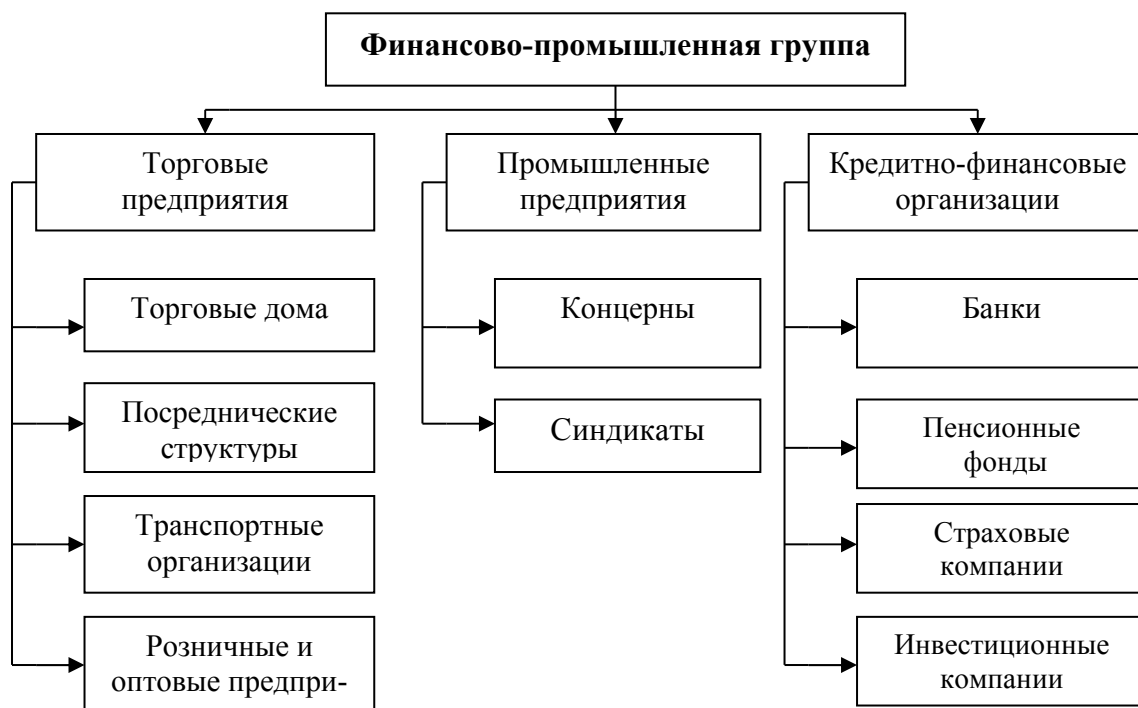 Финансово-промышленная группа
Торговые
предприятия
Промышленные
предприятия
Кредитно-финансовые
организации
Торговые дома
Концерны
Банки
Посреднические
структуры
Синдикаты
Пенсионные
фонды
Транспортные
организации
Страховые
компании
Розничные и
оптовые предпри-
Инвестиционные
компании